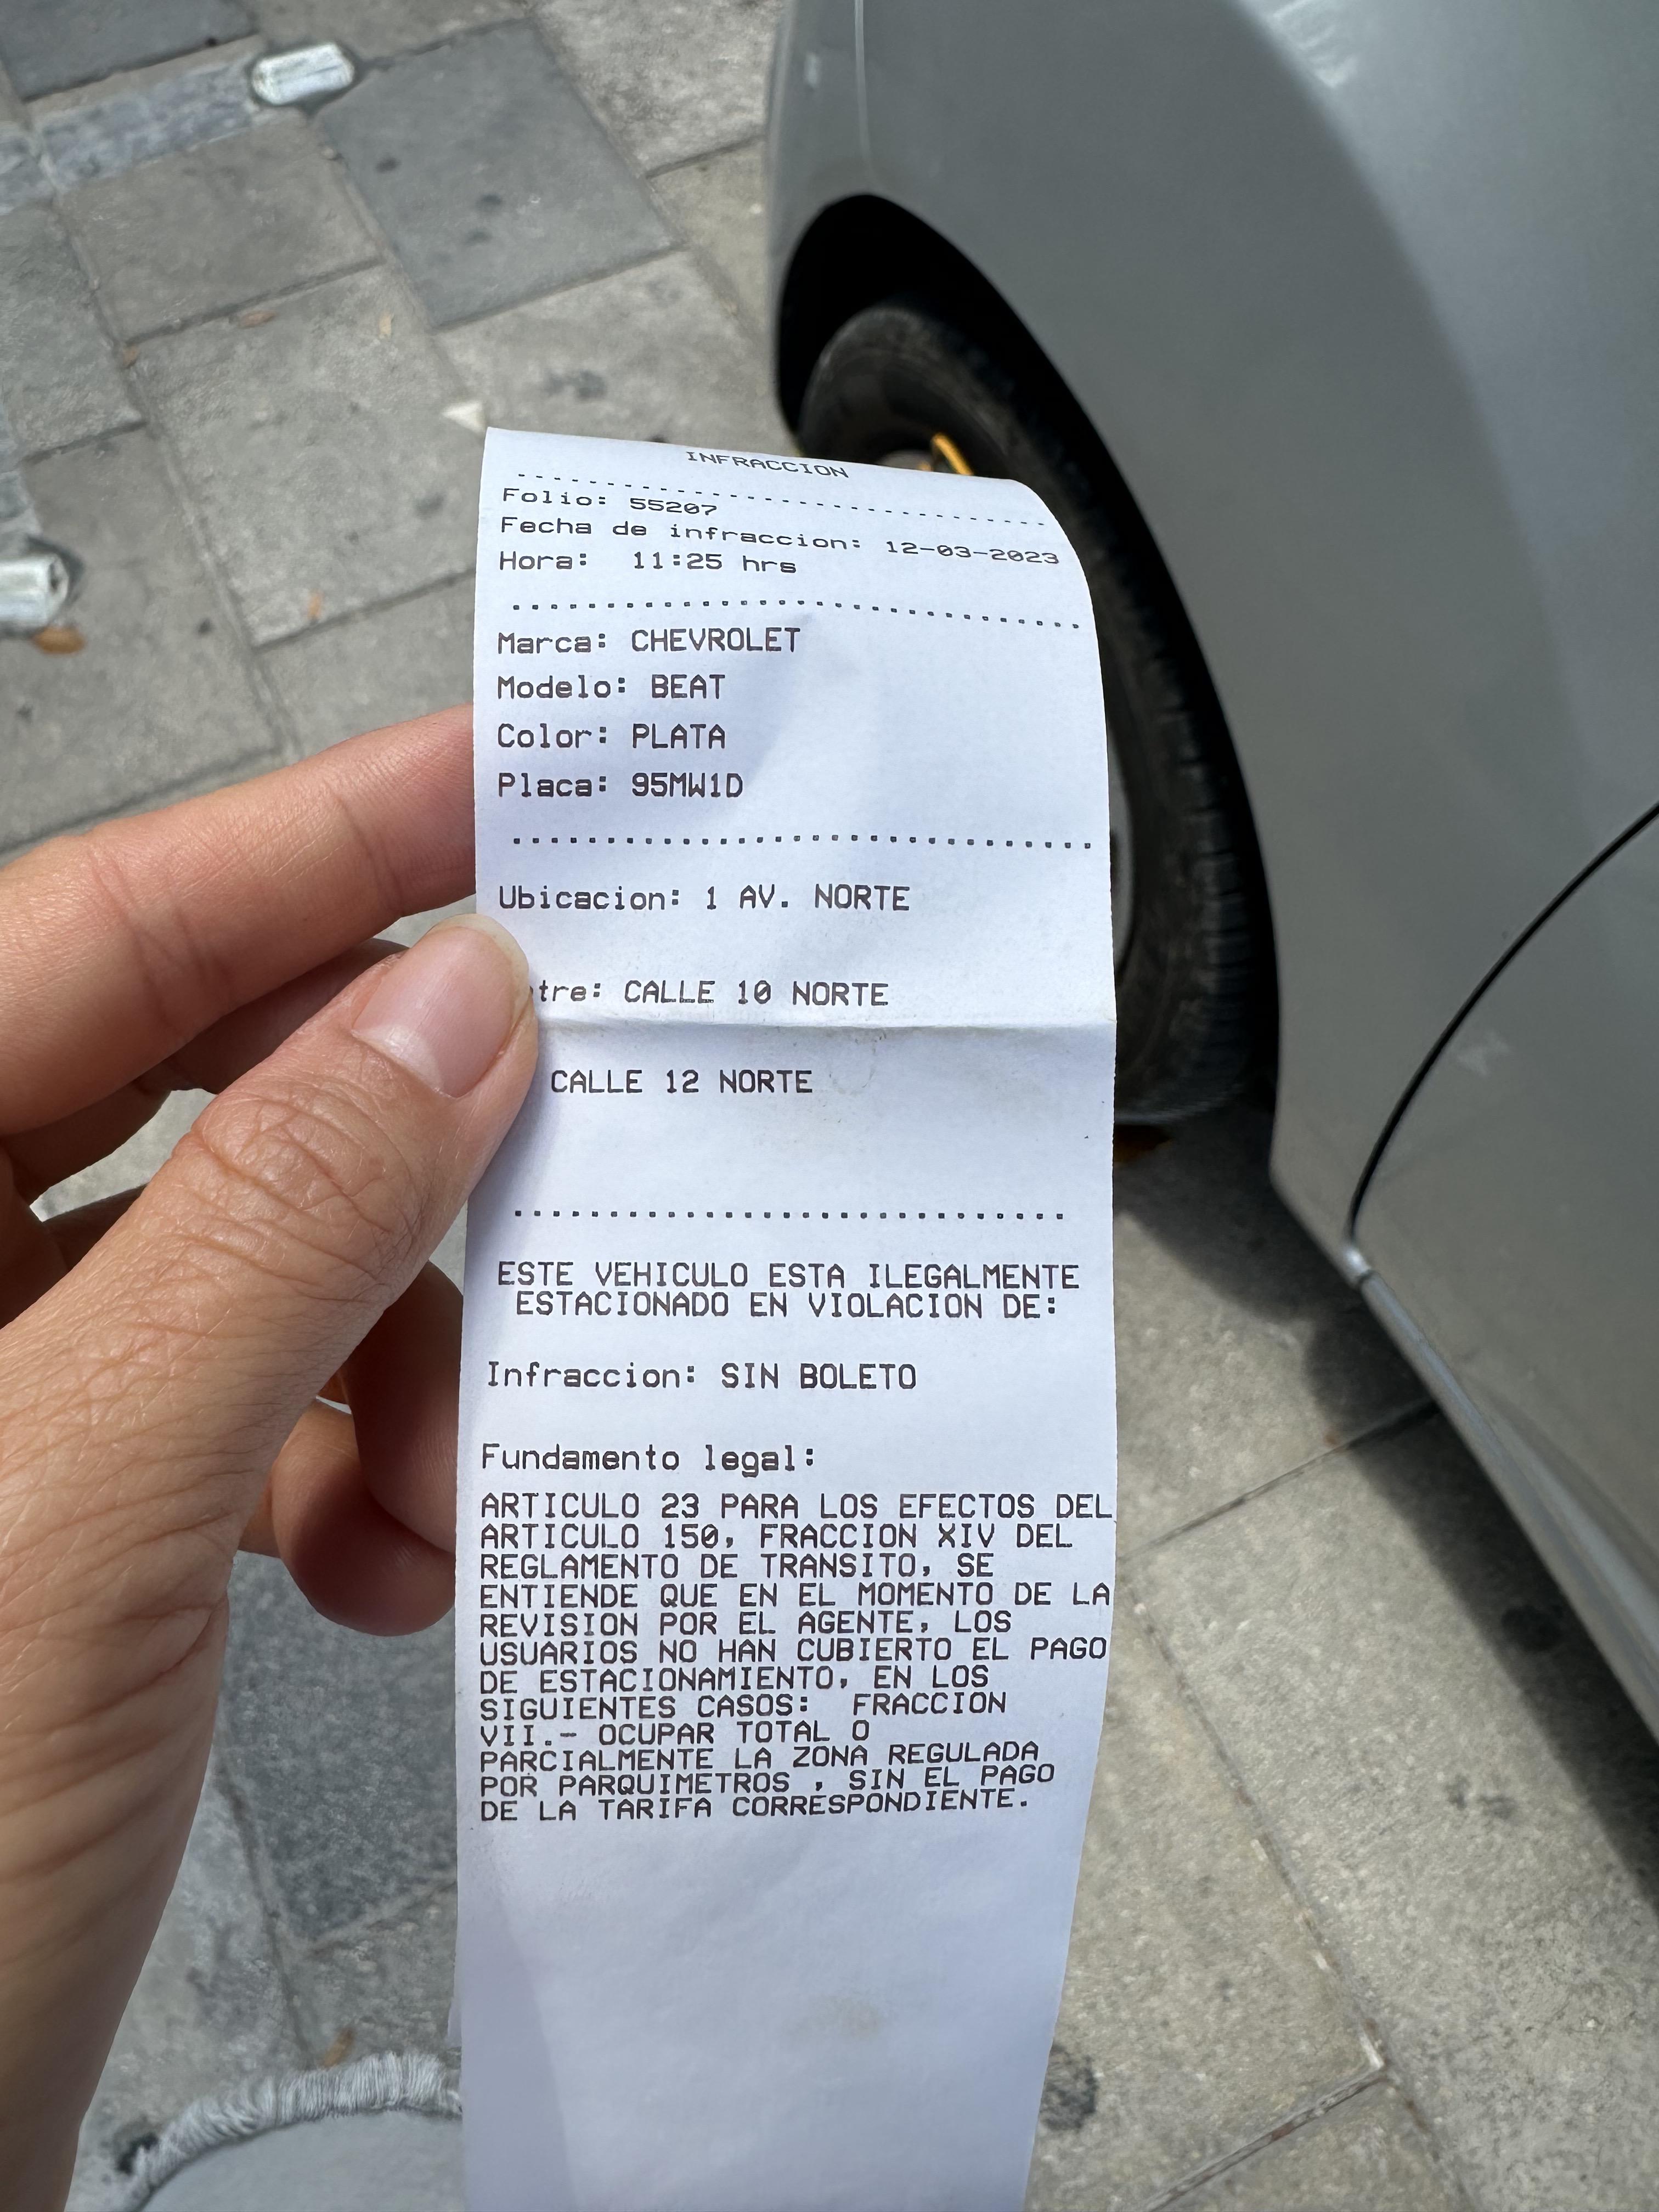 INFRACCION
Folio: 55207
Fecha de infraccion: 12-03-2023
Hora: 11:25 hrs
Marca: CHEVROLET
Modelo: BEAT
Color: PLATA
Placa: 95MW1D
Ubicacion: 1 AV. NORTE
tre: CALLE 10 NORTE
CALLE 12 NORTE
ESTE VEHICULO ESTA ILEGALMENTE
ESTACIONADO EN VIOLACION DE:
Infraccion: SIN BOLETO
Fundamento legal:
ARTICULO 23 PARA LOS EFECTOS DEL
ARTICULO 150, FRACCION XIV DEL
REGLAMENTO DE TRANSITO, SE
ENTIENDE QUE EN EL MOMENTO DE LA
REVISION POR EL AGENTE, LOS
USUARIOS NO HAN CUBIERTO EL PAGO
DE ESTACIONAMIENTO, EN LOS
SIGUIENTES CASOS: FRACCION
VII.- OCUPAR TOTAL O
PARCIALMENTE LA ZONA REGULADA
POR PARQUIMETROS , SIN EL PAGO
DE LA TARIFA CORRESPONDIENTE.